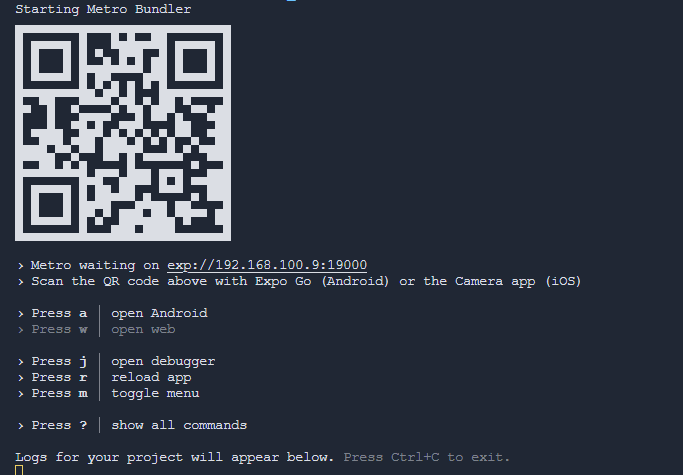 Starting Metro Bundler
› Metro waiting on exp://192.168.100.9:19000
› Scan the QR code above with Expo Go (Android) or the Camera app (iOS)
› Press a │ open Android
› Press w │ open web
› Press j │ open debugger
› Press r │ reload app
› Press m │ toggle menu
› Press ? │ show all commands
Logs for your project will appear below. Press Ctrl+C to exit.